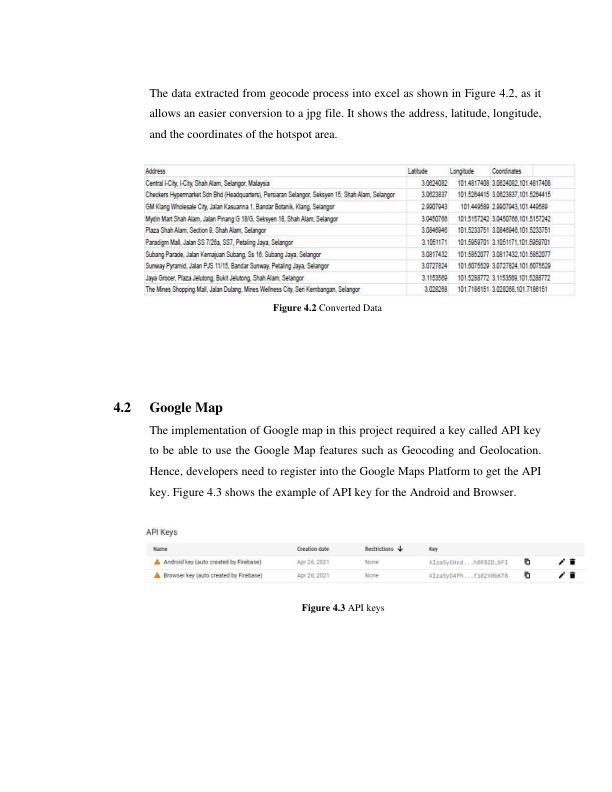 The data extracted from geocode process into excel as shown in Figure 4.2, as it
allows an easier conversion to a jpg file. It shows the address, latitude, longitude,
and the coordinates of the hotspot area.
Address Latitude Longitude Coordinates
Central I-City, I-City, Shah Alam, Selangor, Malaysia 3.0624082 101.4817408 3.0624082,101.4817408
Checkers Hypermarket Sdn Bhd (Headquarters), Persiaran Selangor, Seksyen 15, Shah Alam, Selangor 3.0623837 101.5264415 3.0623837,101.5264415
GM Klang Wholesale City, Jalan Kasuarina 1, Bandar Botanik, Klang, Selangor 2.9907943 101.449589 2.9907943,101.449589
Mydin Mart Shah Alam, Jalan Pinang G 18/G, Seksyen 18, Shah Alam, Selangor 3.0450766 101.5157242 3.0450766,101.5157242
Plaza Shah Alam, Section 9, Shah Alam, Selangor 3.0846946 101.5233751 3.0846946,101.5233751
Paradigm Mall, Jalan SS 7/26a, SS7, Petaling Jaya, Selangor 3.1051171 101.5959701 3.1051171,101.5959701
Subang Parade, Jalan Kemajuan Subang, Ss 16, Subang Jaya, Selangor 3.0817432 101.5852077 3.0817432,101.5852077
Sunway Pyramid, Jalan PJS 11/15, Bandar Sunway, Petaling Jaya, Selangor 3.0727824 101.6075529 3.0727824,101.6075529
Jaya Grocer, Plaza Jelutong, Bukit Jelutong, Shah Alam, Selangor 3.1153569 101.5288772 3.1153569,101.5288772
The Mines Shopping Mall, Jalan Dulang, Mines Wellness City, Seri Kembangan, Selangor 3.028268 101.7186151 3.028268,101.7186151
Figure 4.2 Converted Data
4.2 Google Map
The implementation of Google map in this project required a key called API key
to be able to use the Google Map features such as Geocoding and Geolocation.
Hence, developers need to register into the Google Maps Platform to get the API
key. Figure 4.3 shows the example of API key for the Android and Browser.
API Keys
Name Creation date Restrictions Key
Android key (auto created by Firebase) Apr 26, 2021 None
Browser key (auto created by Firebase) Apr 26, 2021 None
Figure 4.3 API keys